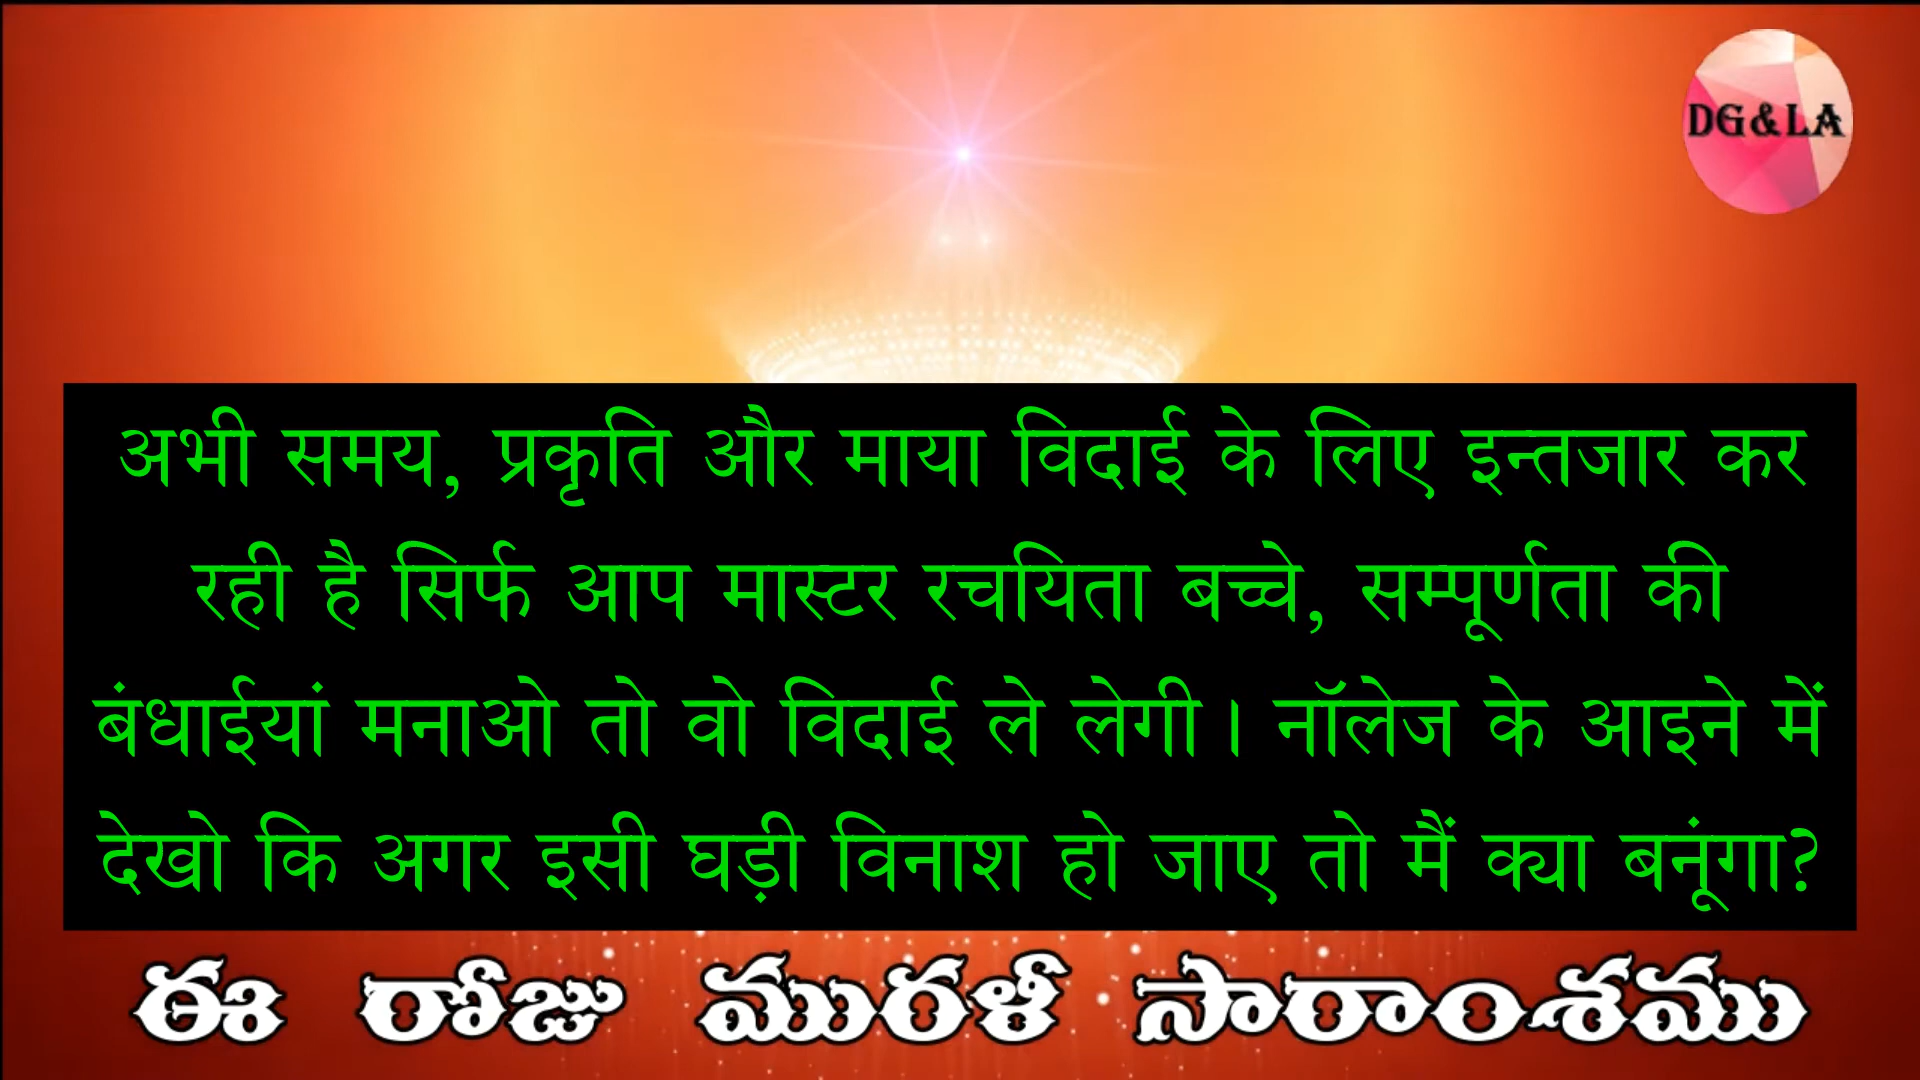 DG&LA
अभी समय, प्रकृति और माया विदाई के लिए इन्तजार कर
रही है सिर्फ आप मास्टर रचयिता बच्चे, सम्पूर्णता की
बंधाईयां मनाओ तो वो विदाई ले लेगी। नॉलेज के आइने में
देखो कि अगर इसी घड़ी विनाश हो जाए तो मैं क्या बनूंगा?
ఈ రోజు మురళీ సారాంశము